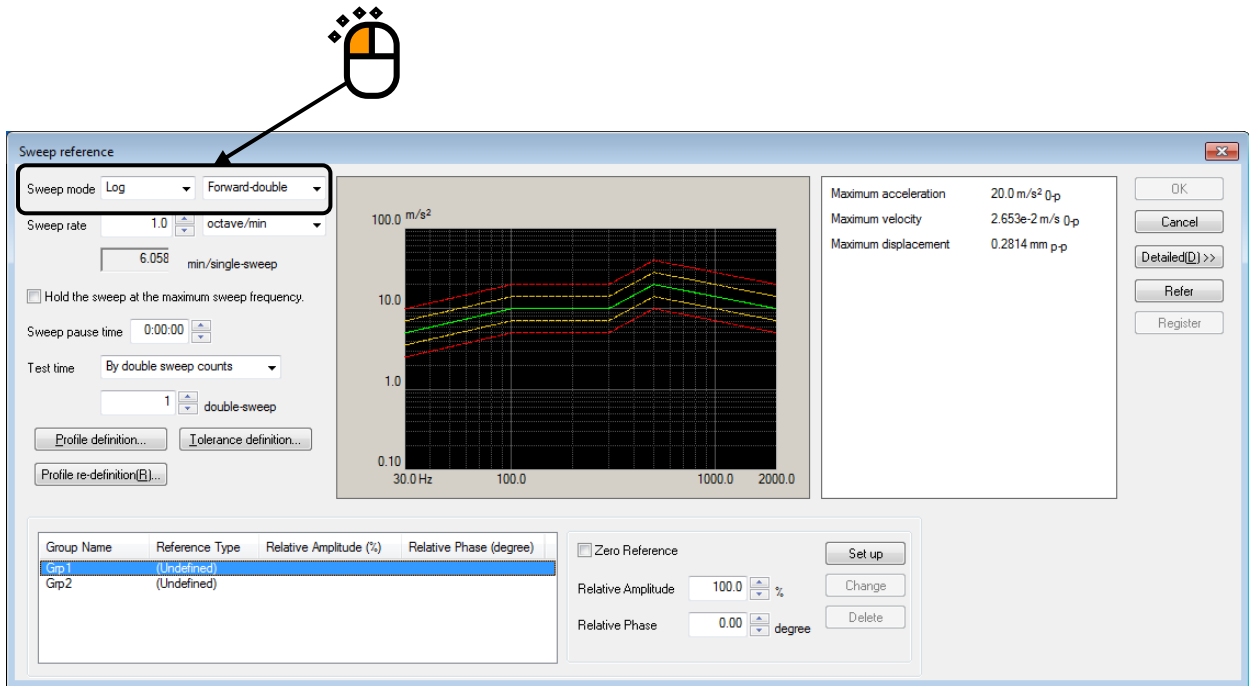 Sweep reference
Sweep mode Log Forward-double
Sweep rate 1.0 octave/min
6.058 min/single-sweep
Hold the sweep at the maximum sweep frequency.
Sweep pause time 0:00:00
Test time By double sweep counts
1 double-sweep
Profile definition... Tolerance definition...
Profile re-definition(R)...
100.0 m/s²
10.0
1.0
0.10
30.0 Hz 100.0 1000.0 2000.0
Maximum acceleration 20.0 m/s² 0-p
Maximum velocity 2.653e-2 m/s 0-p
Maximum displacement 0.2814 mm p-p
OK
Cancel
Detailed(D) >>
Refer
Register
Group Name Reference Type Relative Amplitude (%) Relative Phase (degree)
Grp1 (Undefined)
Grp2 (Undefined)
Zero Reference
Relative Amplitude 100.0 %
Relative Phase 0.00 degree
Set up
Change
Delete